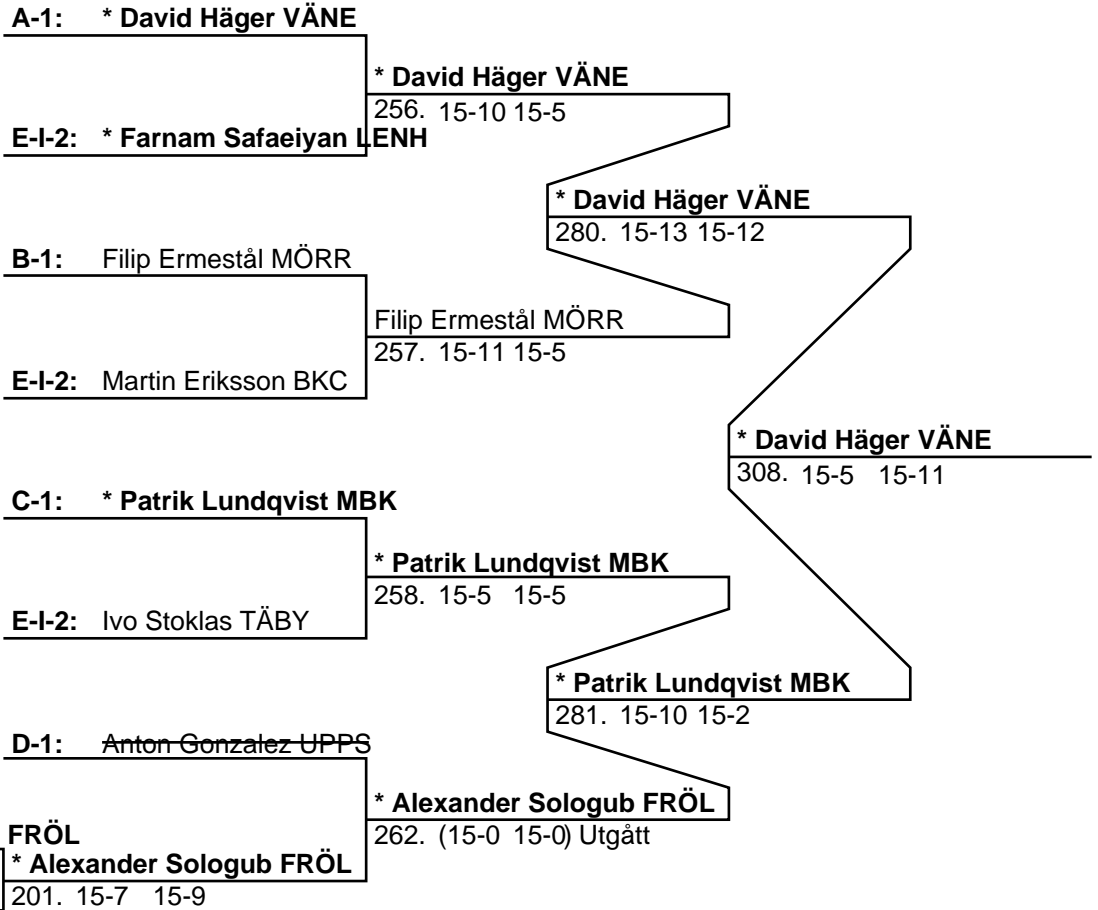 A-1: * David Häger VÄNE
* David Häger VÄNE
256. 15-10 15-5
E-I-2: * Farnam Safaeiyan LENH
* David Häger VÄNE
280. 15-13 15-12
B-1: Filip Ermestål MÖRR
Filip Ermestål MÖRR
257. 15-11 15-5
E-I-2: Martin Eriksson BKC
* David Häger VÄNE
308. 15-5 15-11
C-1: * Patrik Lundqvist MBK
* Patrik Lundqvist MBK
258. 15-5 15-5
E-I-2: Ivo Stoklas TÄBY
* Patrik Lundqvist MBK
281. 15-10 15-2
D-1: Anton Gonzalez UPPS
* Alexander Sologub FRÖL
262. (15-0 15-0) Utgått
FRÖL
* Alexander Sologub FRÖL
201. 15-7 15-9